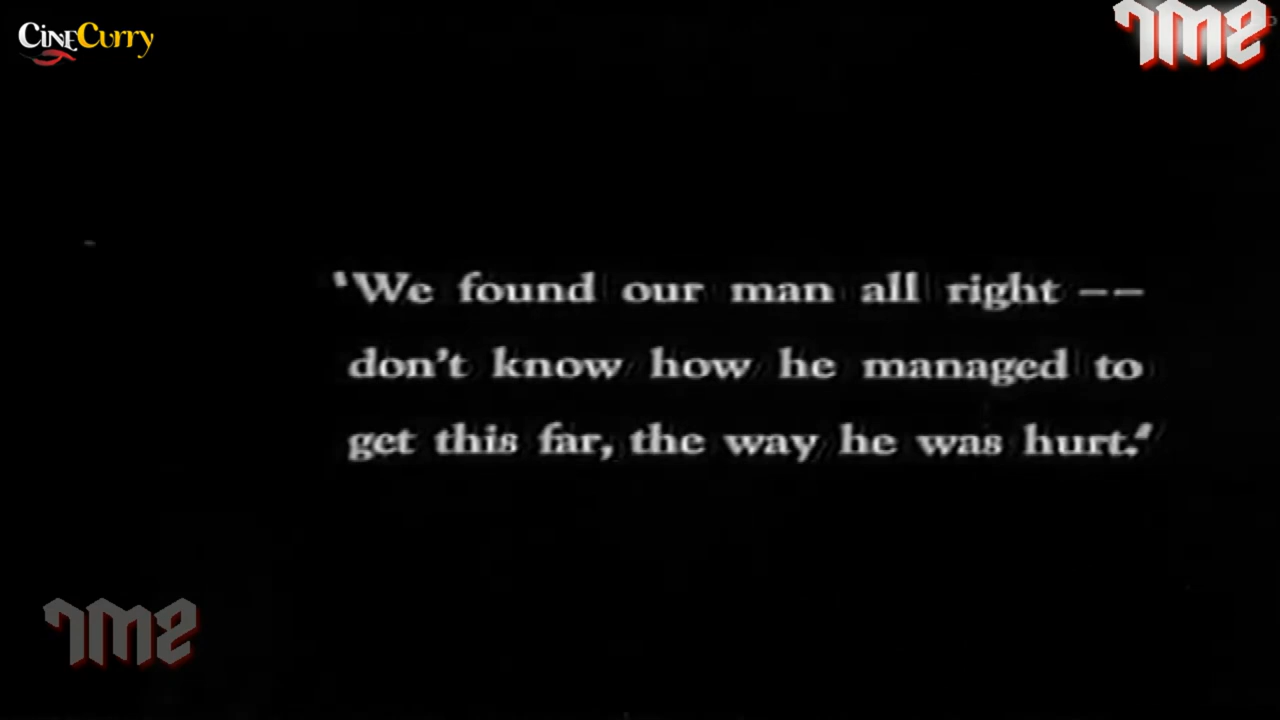 CineCurry
'We found our man all right --
don't know how he managed to
get this far, the way he was hurt.'